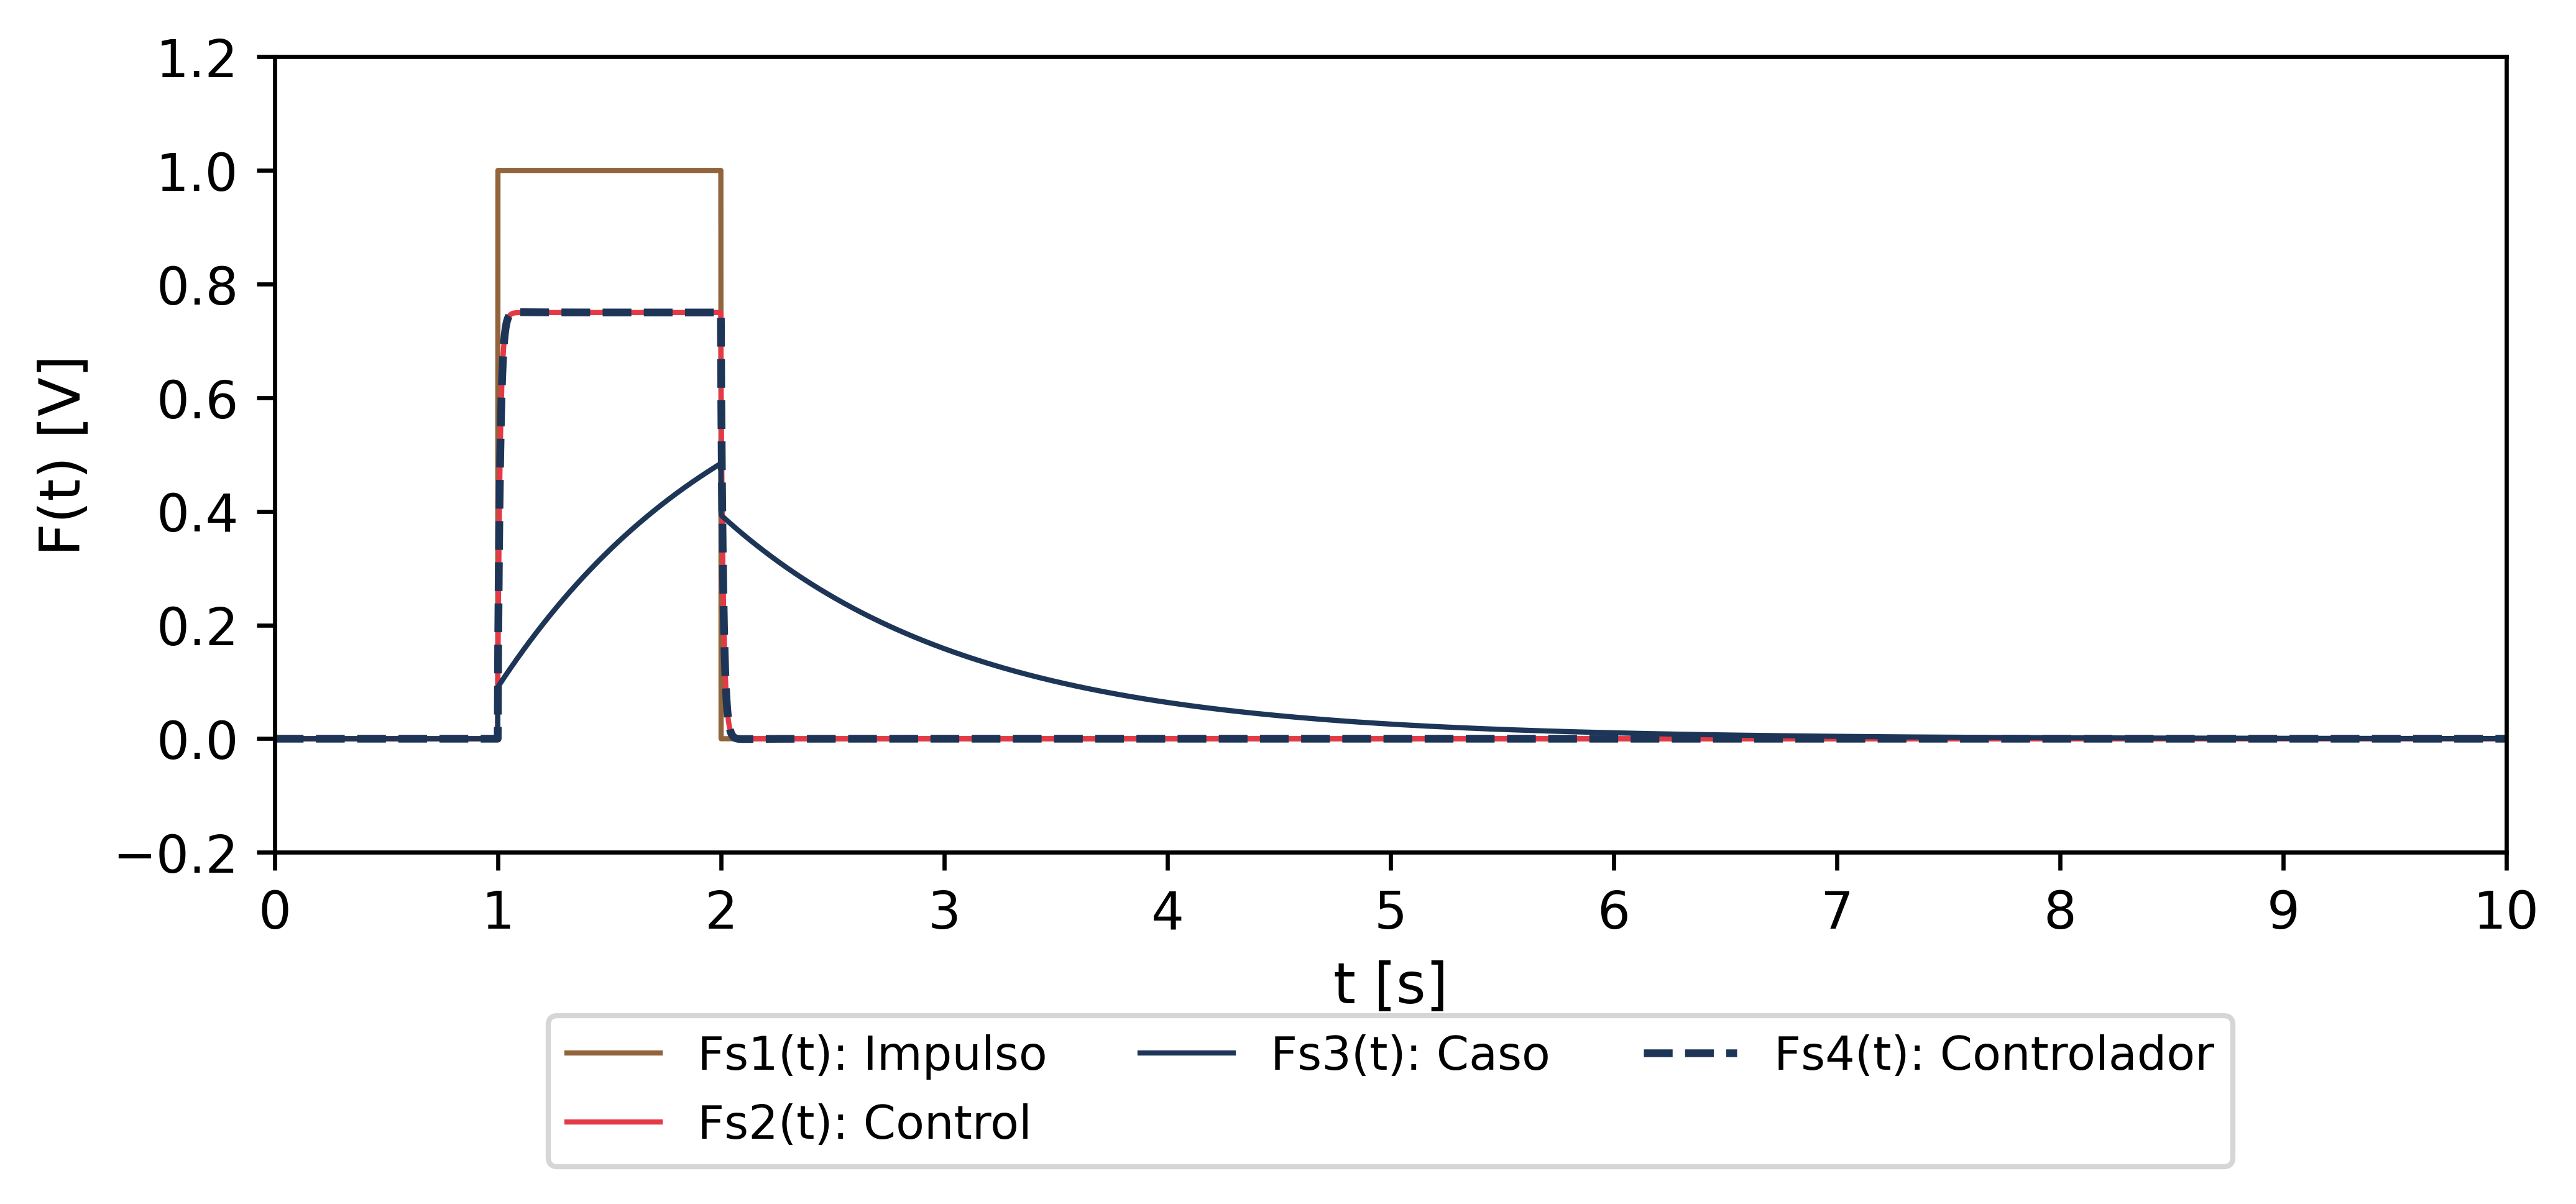 1.2
1.0
0.8
0.6
0.4
0.2
0.0
−0.2
F(t) [V]
0 1 2 3 4 5 6 7 8 9 10
t [s]
Fs1(t): Impulso Fs3(t): Caso Fs4(t): Controlador
Fs2(t): Control